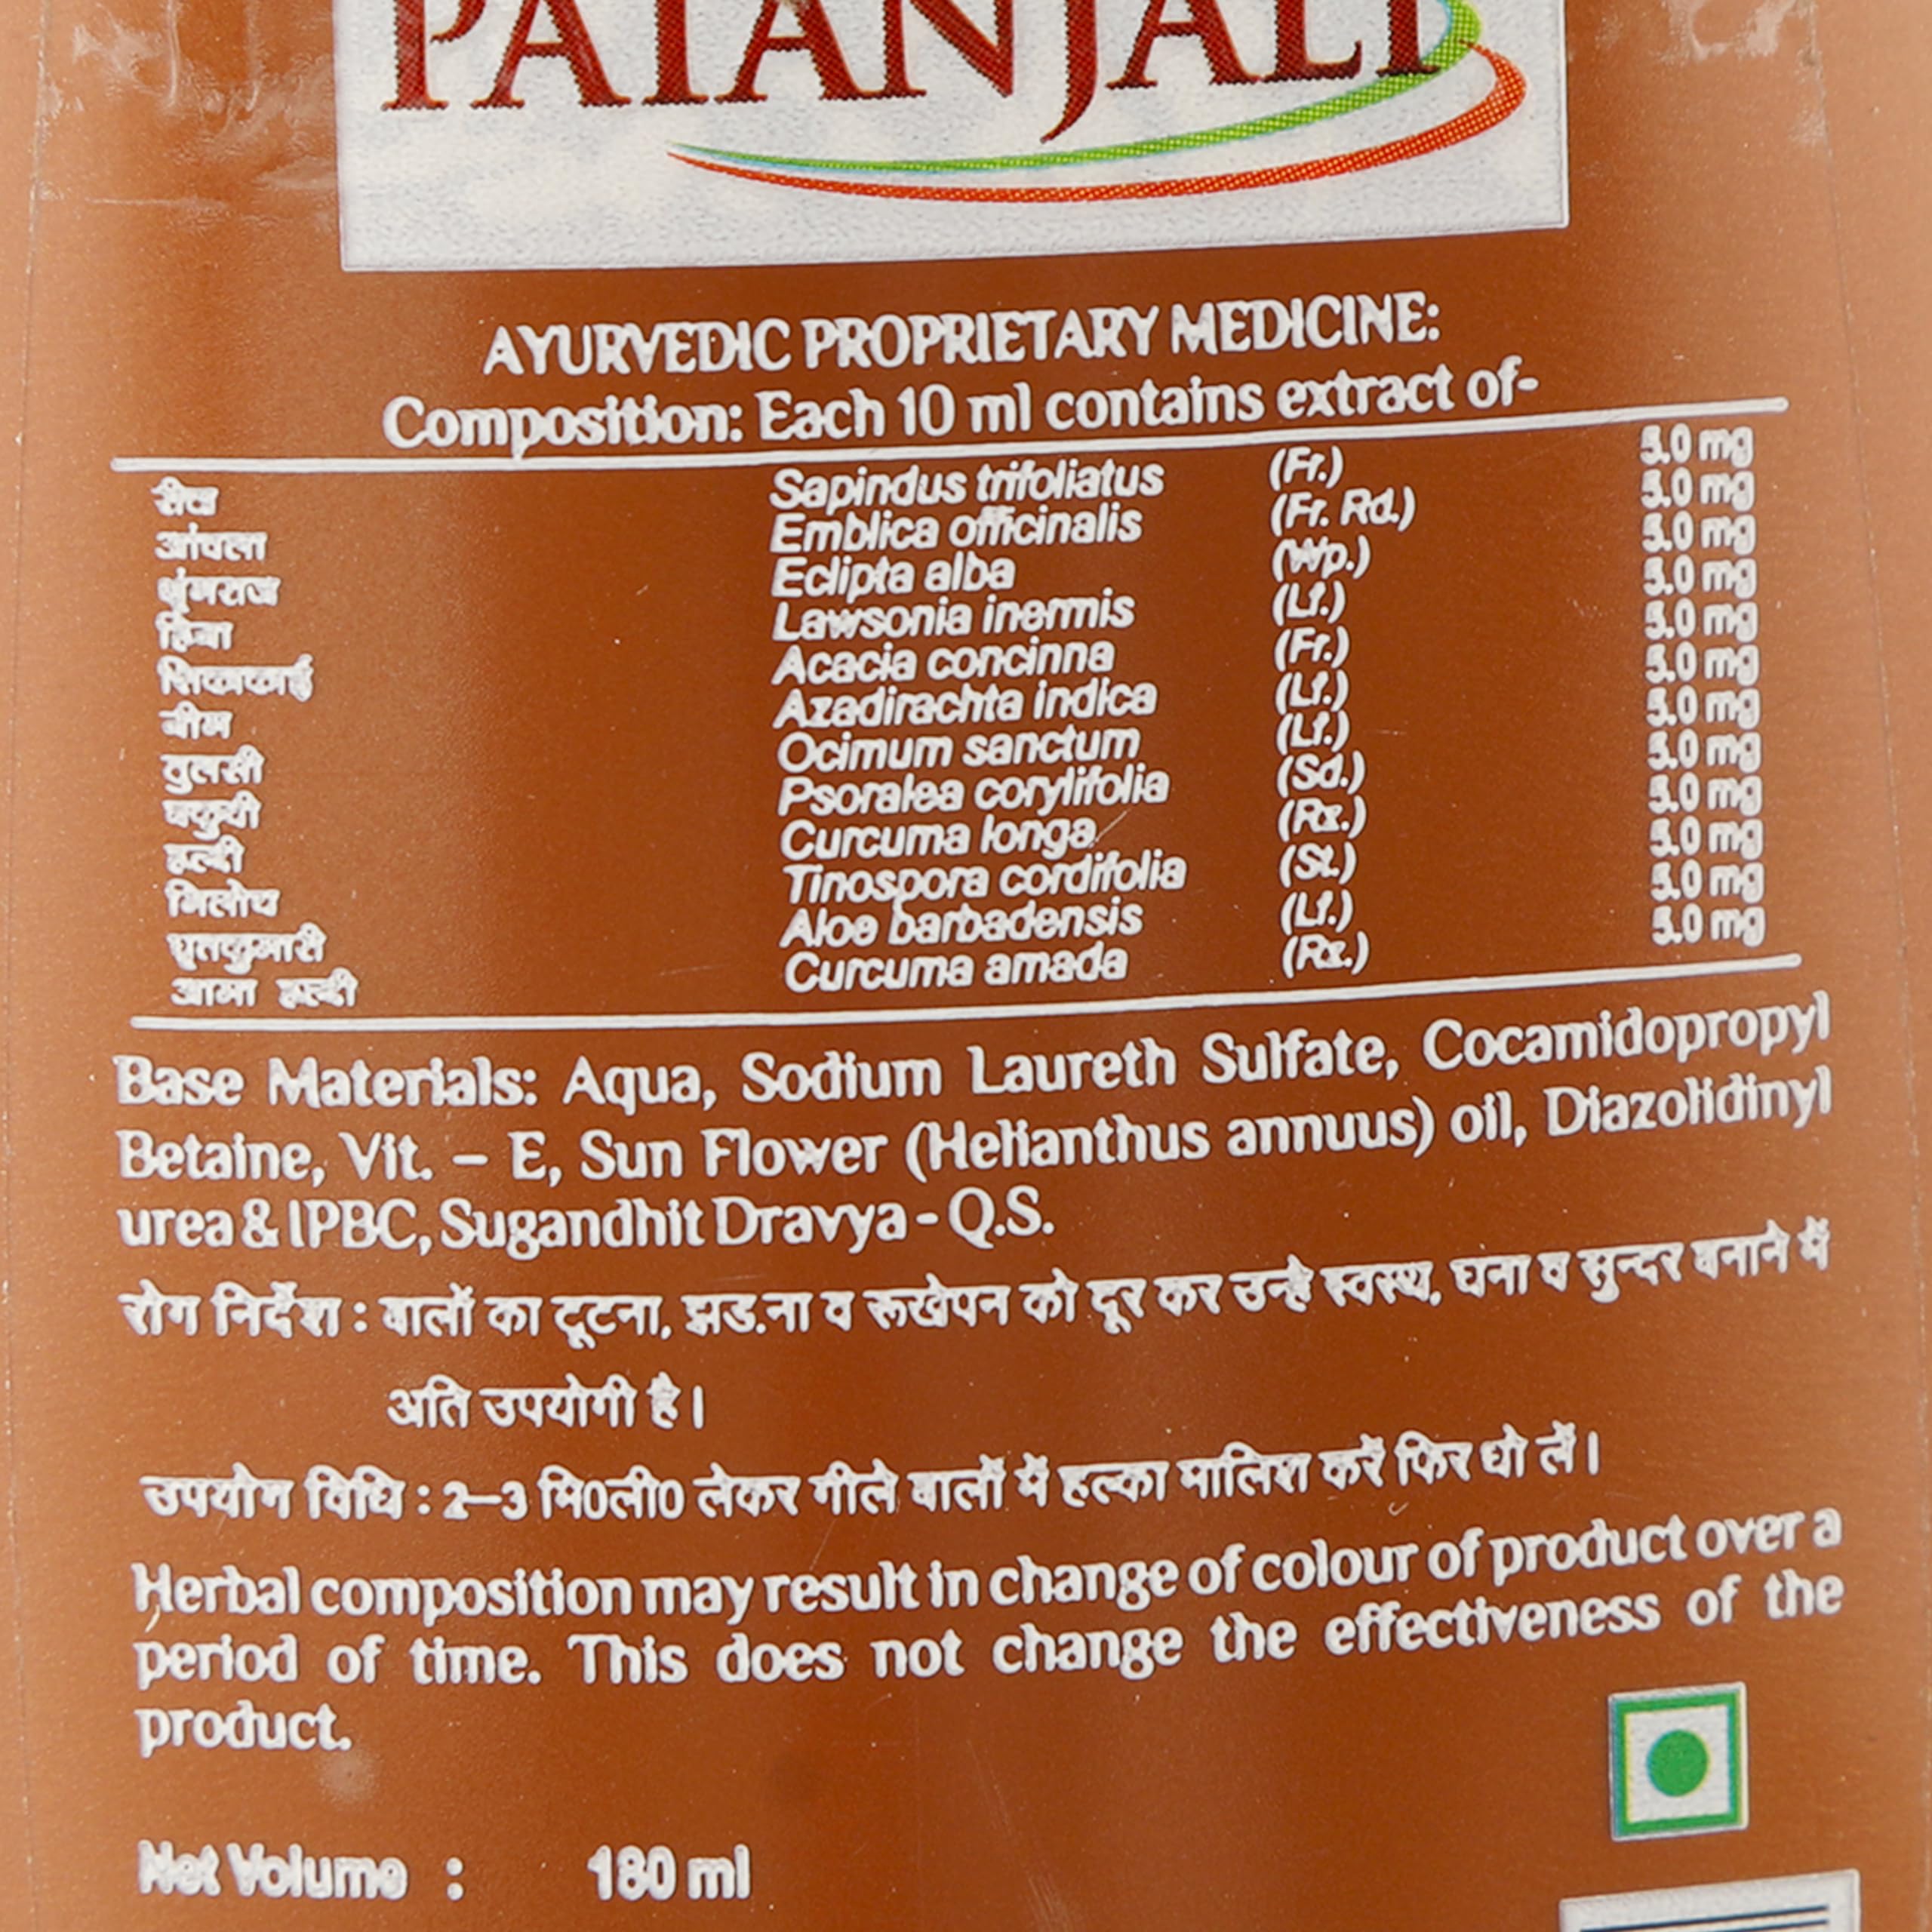 PATANJALI
AYURVEDIC PROPRIETARY MEDICINE:
Composition: Each 10 ml contains extract of-
रीठा Sapindus trifoliatus (Fr.) 5.0 mg
आंवला Emblica officinalis (Fr. Rd.) 5.0 mg
भृंगराज Eclipta alba (Wp.) 5.0 mg
हिना Lawsonia inermis (Lf.) 5.0 mg
शिकाकाई Acacia concinna (Fr.) 5.0 mg
नीम Azadirachta indica (Lf.) 5.0 mg
तुलसी Ocimum sanctum (Lf.) 5.0 mg
बकुची Psoralea corylifolia (Sd.) 5.0 mg
हल्दी Curcuma longa (Rz.) 5.0 mg
गिलोय Tinospora cordifolia (St.) 5.0 mg
घृतकुमारी Aloe barbadensis (Lf.) 5.0 mg
आमा हल्दी Curcuma amada (Rz.) 5.0 mg
Base Materials: Aqua, Sodium Laureth Sulfate, Cocamidopropyl
Betaine, Vit. – E, Sun Flower (Helianthus annuus) oil, Diazolidinyl
urea & IPBC, Sugandhit Dravya - Q.S.
रोग निर्देश : बालों का टूटना, झड.ना व रूखेपन को दूर कर उन्हे स्वस्थ, घना व सुन्दर बनाने में
अति उपयोगी है।
उपयोग विधि : 2–3 मि0ली0 लेकर गीले बालों में हल्का मालिश करें फिर धो लें।
Herbal composition may result in change of colour of product over a
period of time. This does not change the effectiveness of the
product.
Net Volume : 180 ml